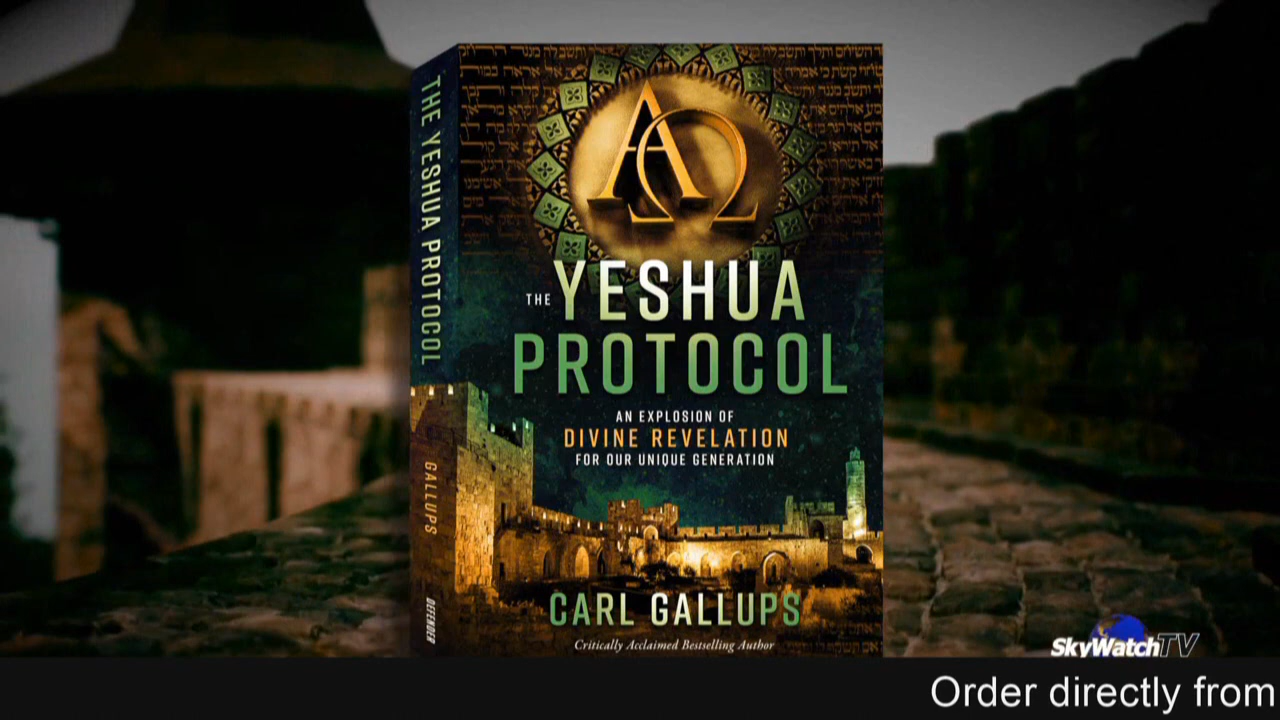 THE YESHUA PROTOCOL
GALLUPS
DEFENDER
ΑΩ
THE YESHUA
PROTOCOL
AN EXPLOSION OF
DIVINE REVELATION
FOR OUR UNIQUE GENERATION
CARL GALLUPS
Critically Acclaimed Bestselling Author
SkyWatchTV
Order directly from